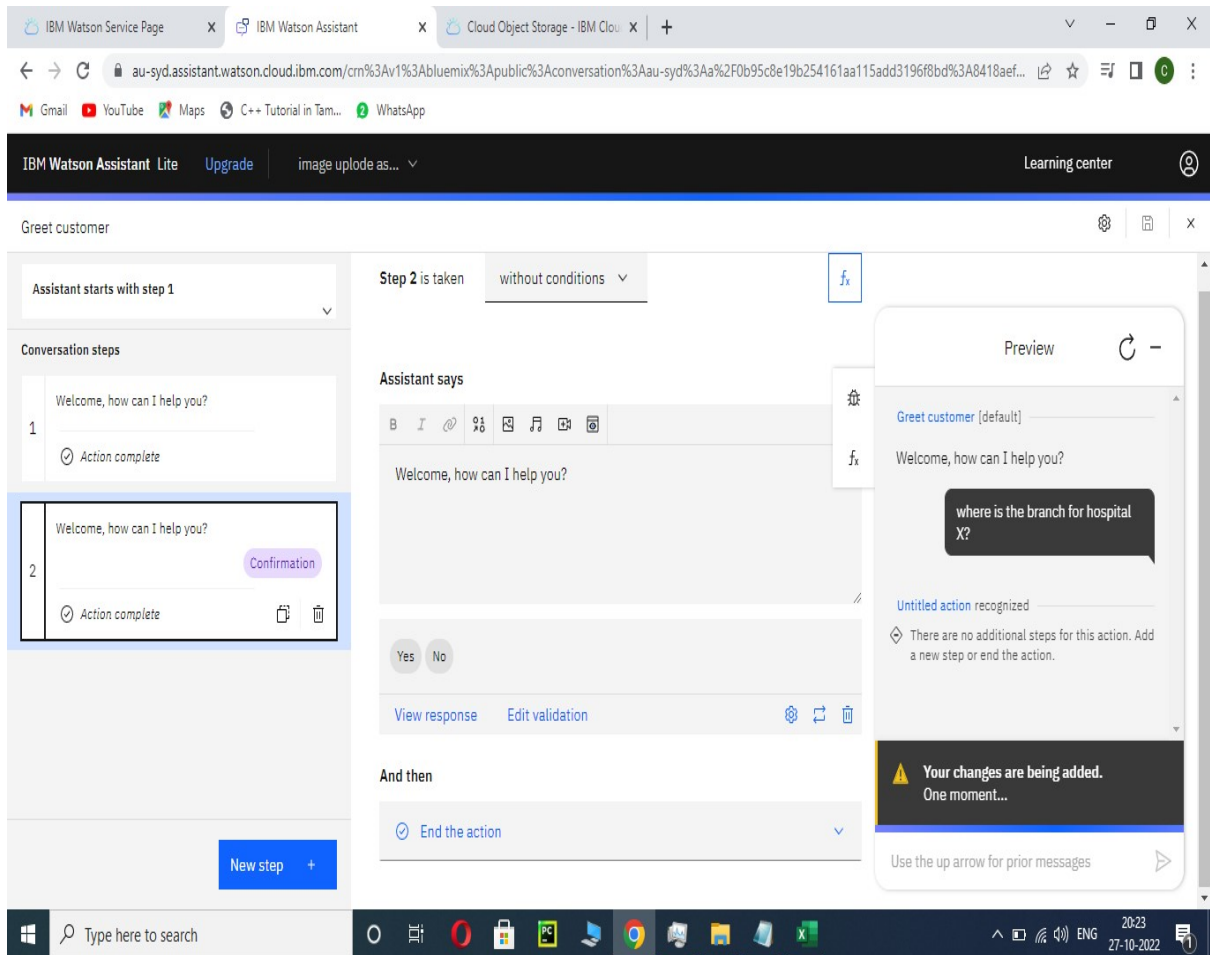 IBM Watson Service Page
IBM Watson Assistant
Cloud Object Storage - IBM Clou
au-syd.assistant.watson.cloud.ibm.com/crn%3Av1%3Abluemix%3Apublic%3Aconversation%3Aau-syd%3Aa%2F0b95c8e19b254161aa115add3196f8bd%3A8418aef...
C
Gmail
YouTube
Maps
C++ Tutorial in Tam...
2
WhatsApp
IBM Watson Assistant Lite
Upgrade
image uplode as...
Learning center
Greet customer
Assistant starts with step 1
Conversation steps
1
Welcome, how can I help you?
Action complete
2
Welcome, how can I help you?
Confirmation
Action complete
New step +
Step 2 is taken
without conditions
fx
Assistant says
B I
Welcome, how can I help you?
Yes
No
View response
Edit validation
And then
End the action
fx
Preview
Greet customer [default]
Welcome, how can I help you?
where is the branch for hospital
X?
Untitled action recognized
There are no additional steps for this action. Add
a new step or end the action.
Your changes are being added.
One moment...
Use the up arrow for prior messages
Type here to search
PC
ENG
20:23
27-10-2022
1